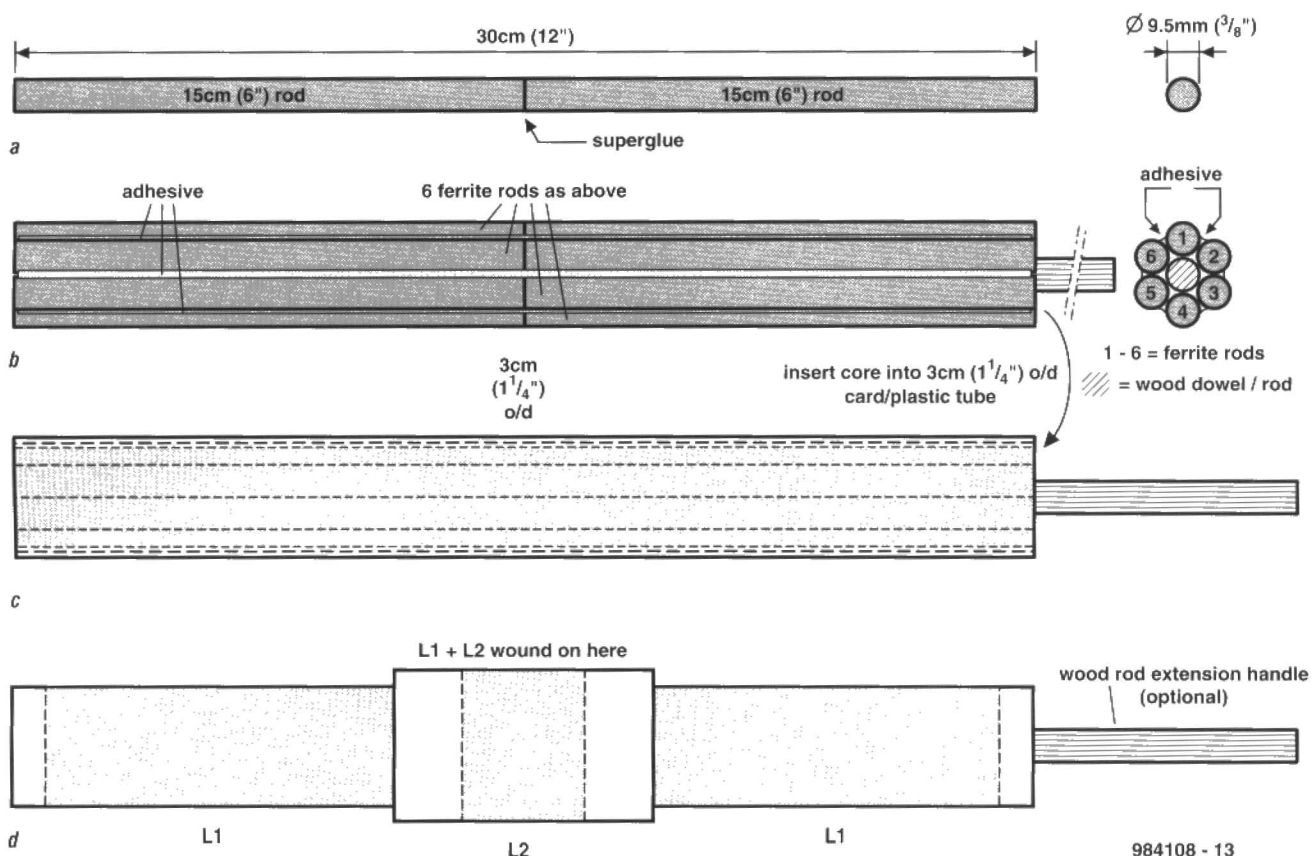 30cm (12")
Ø 9.5mm (3/8")
15cm (6") rod
15cm (6") rod
superglue
a
adhesive
6 ferrite rods as above
adhesive
1
2
3
4
5
6
b
1 - 6 = ferrite rods
= wood dowel / rod
3cm
(1 1/4")
o/d
insert core into 3cm (1 1/4") o/d
card/plastic tube
c
L1 + L2 wound on here
wood rod extension handle
(optional)
d
L1
L2
L1
984108 - 13